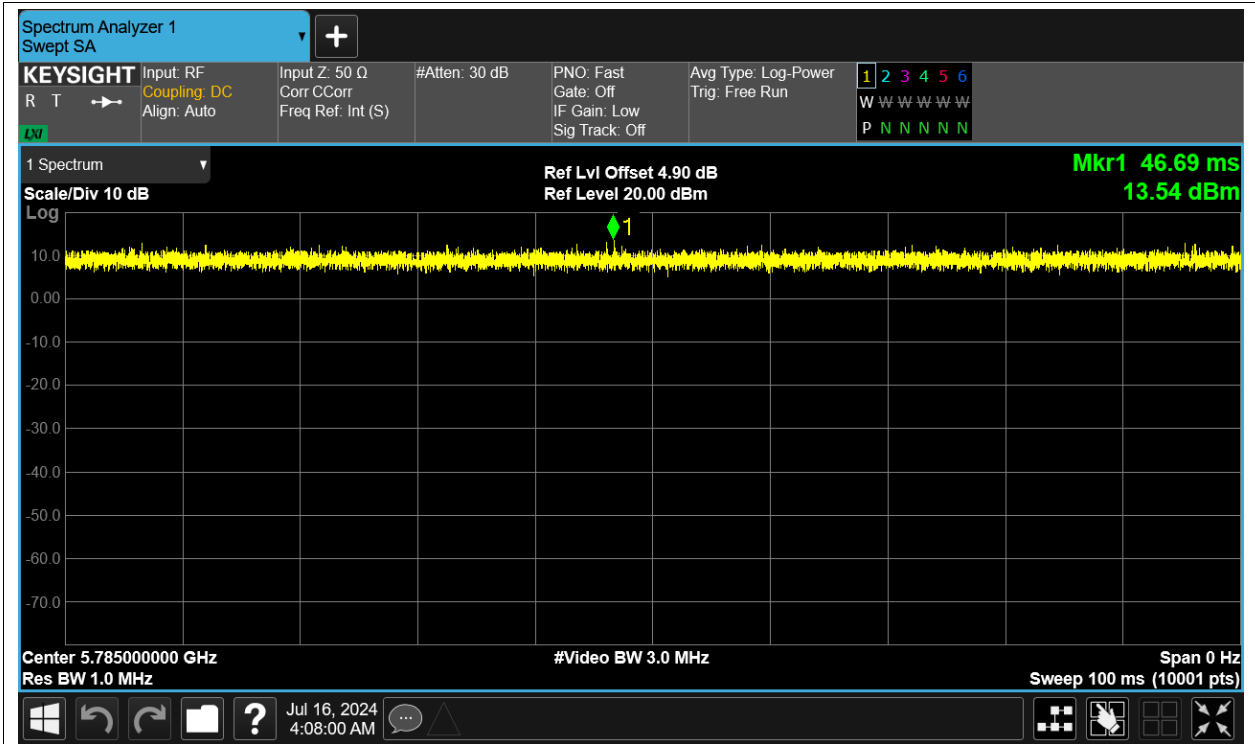 Spectrum Analyzer 1
Swept SA
+
KEYSIGHT
R T
LXI
Input: RF
Coupling: DC
Align: Auto
Input Z: 50 Ω
Corr CCorr
Freq Ref: Int (S)
#Atten: 30 dB
PNO: Fast
Gate: Off
IF Gain: Low
Sig Track: Off
Avg Type: Log-Power
Trig: Free Run
1 2 3 4 5 6
W W W W W W
P N N N N N
1 Spectrum
Scale/Div 10 dB
Ref Lvl Offset 4.90 dB
Ref Level 20.00 dBm
Mkr1 46.69 ms
13.54 dBm
Log
1
10.0
0.00
-10.0
-20.0
-30.0
-40.0
-50.0
-60.0
-70.0
Center 5.785000000 GHz
#Video BW 3.0 MHz
Span 0 Hz
Res BW 1.0 MHz
Sweep 100 ms (10001 pts)
?
Jul 16, 2024
4:08:00 AM